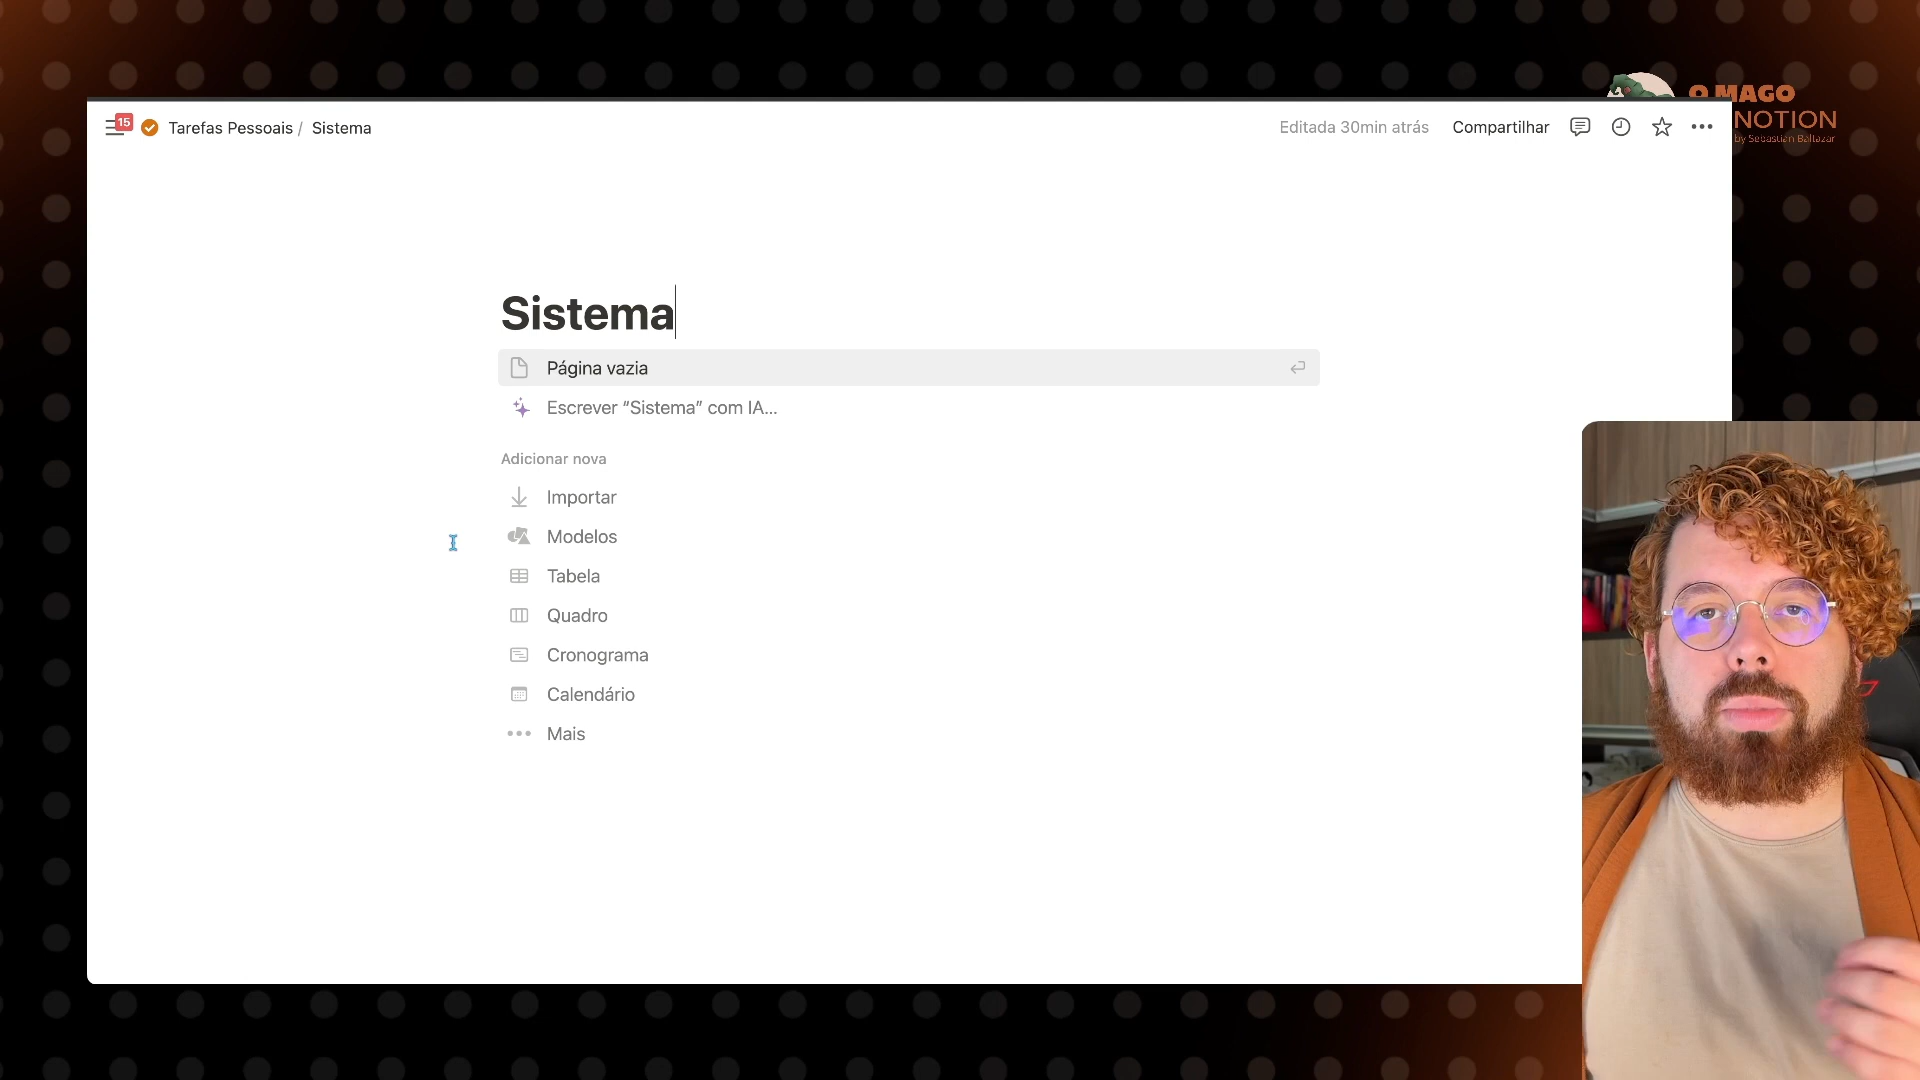 O MAGO
NOTION
by Sebastian Baltazar
15
Tarefas Pessoais / Sistema
Editada 30min atrás
Compartilhar
Sistema
Página vazia
Escrever “Sistema” com IA...
Adicionar nova
Importar
Modelos
Tabela
Quadro
Cronograma
Calendário
Mais